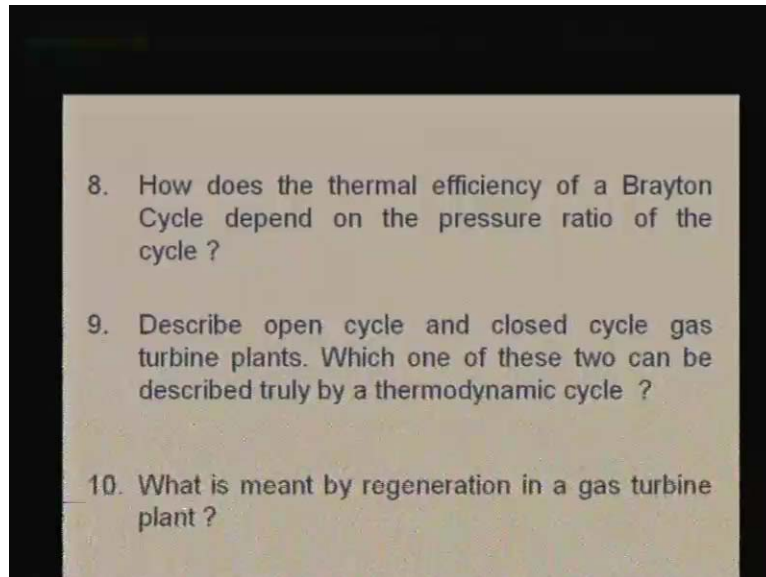 8. How does the thermal efficiency of a Brayton
Cycle depend on the pressure ratio of the
cycle ?
9. Describe open cycle and closed cycle gas
turbine plants. Which one of these two can be
described truly by a thermodynamic cycle ?
10. What is meant by regeneration in a gas turbine
plant ?